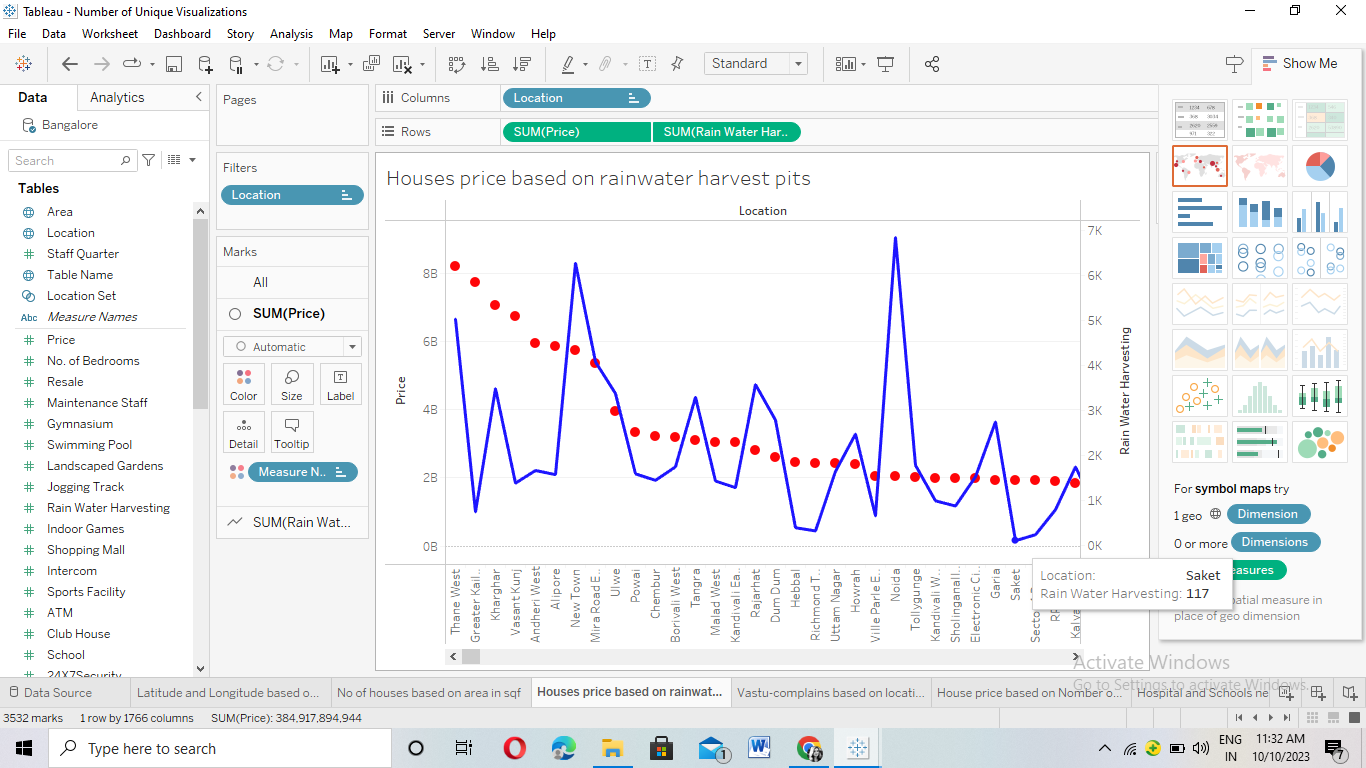 Tableau - Number of Unique Visualizations
File Data Worksheet Dashboard Story Analysis Map Format Server Window Help
Standard
Show Me
Data Analytics
Bangalore
Search
Tables
Area
Location
Staff Quarter
Table Name
Location Set
Abc Measure Names
Price
No. of Bedrooms
Resale
Maintenance Staff
Gymnasium
Swimming Pool
Landscaped Gardens
Jogging Track
Rain Water Harvesting
Indoor Games
Shopping Mall
Intercom
Sports Facility
ATM
Club House
School
24X7Security
Pages
Filters
Location
Marks
All
SUM(Price)
Automatic
Color Size Label
Detail Tooltip
Measure N..
SUM(Rain Wat...
Columns Location
Rows SUM(Price) SUM(Rain Water Har..
Houses price based on rainwater harvest pits
Location
Price
8B
6B
4B
2B
0B
7K
6K
5K
4K
3K
2K
1K
0K
Rain Water Harvesting
Thane West
Greater Kail..
Kharghar
Vasant Kunj
Andheri West
Alipore
New Town
Mira Road E..
Ulwe
Powai
Chembur
Borivali West
Tangra
Malad West
Kandivali Ea..
Rajarhat
Dum Dum
Hebbal
Richmond T..
Uttam Nagar
Howrah
Ville Parle E..
Noida
Tollygunge
Kandivali W..
Sholinganall..
Electronic Ci..
Garia
Saket
Secto
RP
Kalva
Location: Saket
Rain Water Harvesting: 117
For symbol maps try
1 geo Dimension
0 or more Dimensions
easures
atial measure in
place of geo dimension
Activate Windows
Go to Settings to activate Windows.
Data Source
Latitude and Longitude based o...
No of houses based on area in sqf
Houses price based on rainwat...
Vastu-complains based on locati...
House price based on Nomber o...
Hospital and Schools ne
3532 marks 1 row by 1766 columns SUM(Price): 384,917,894,944
Type here to search
1
ENG
IN
11:32 AM
10/10/2023
7